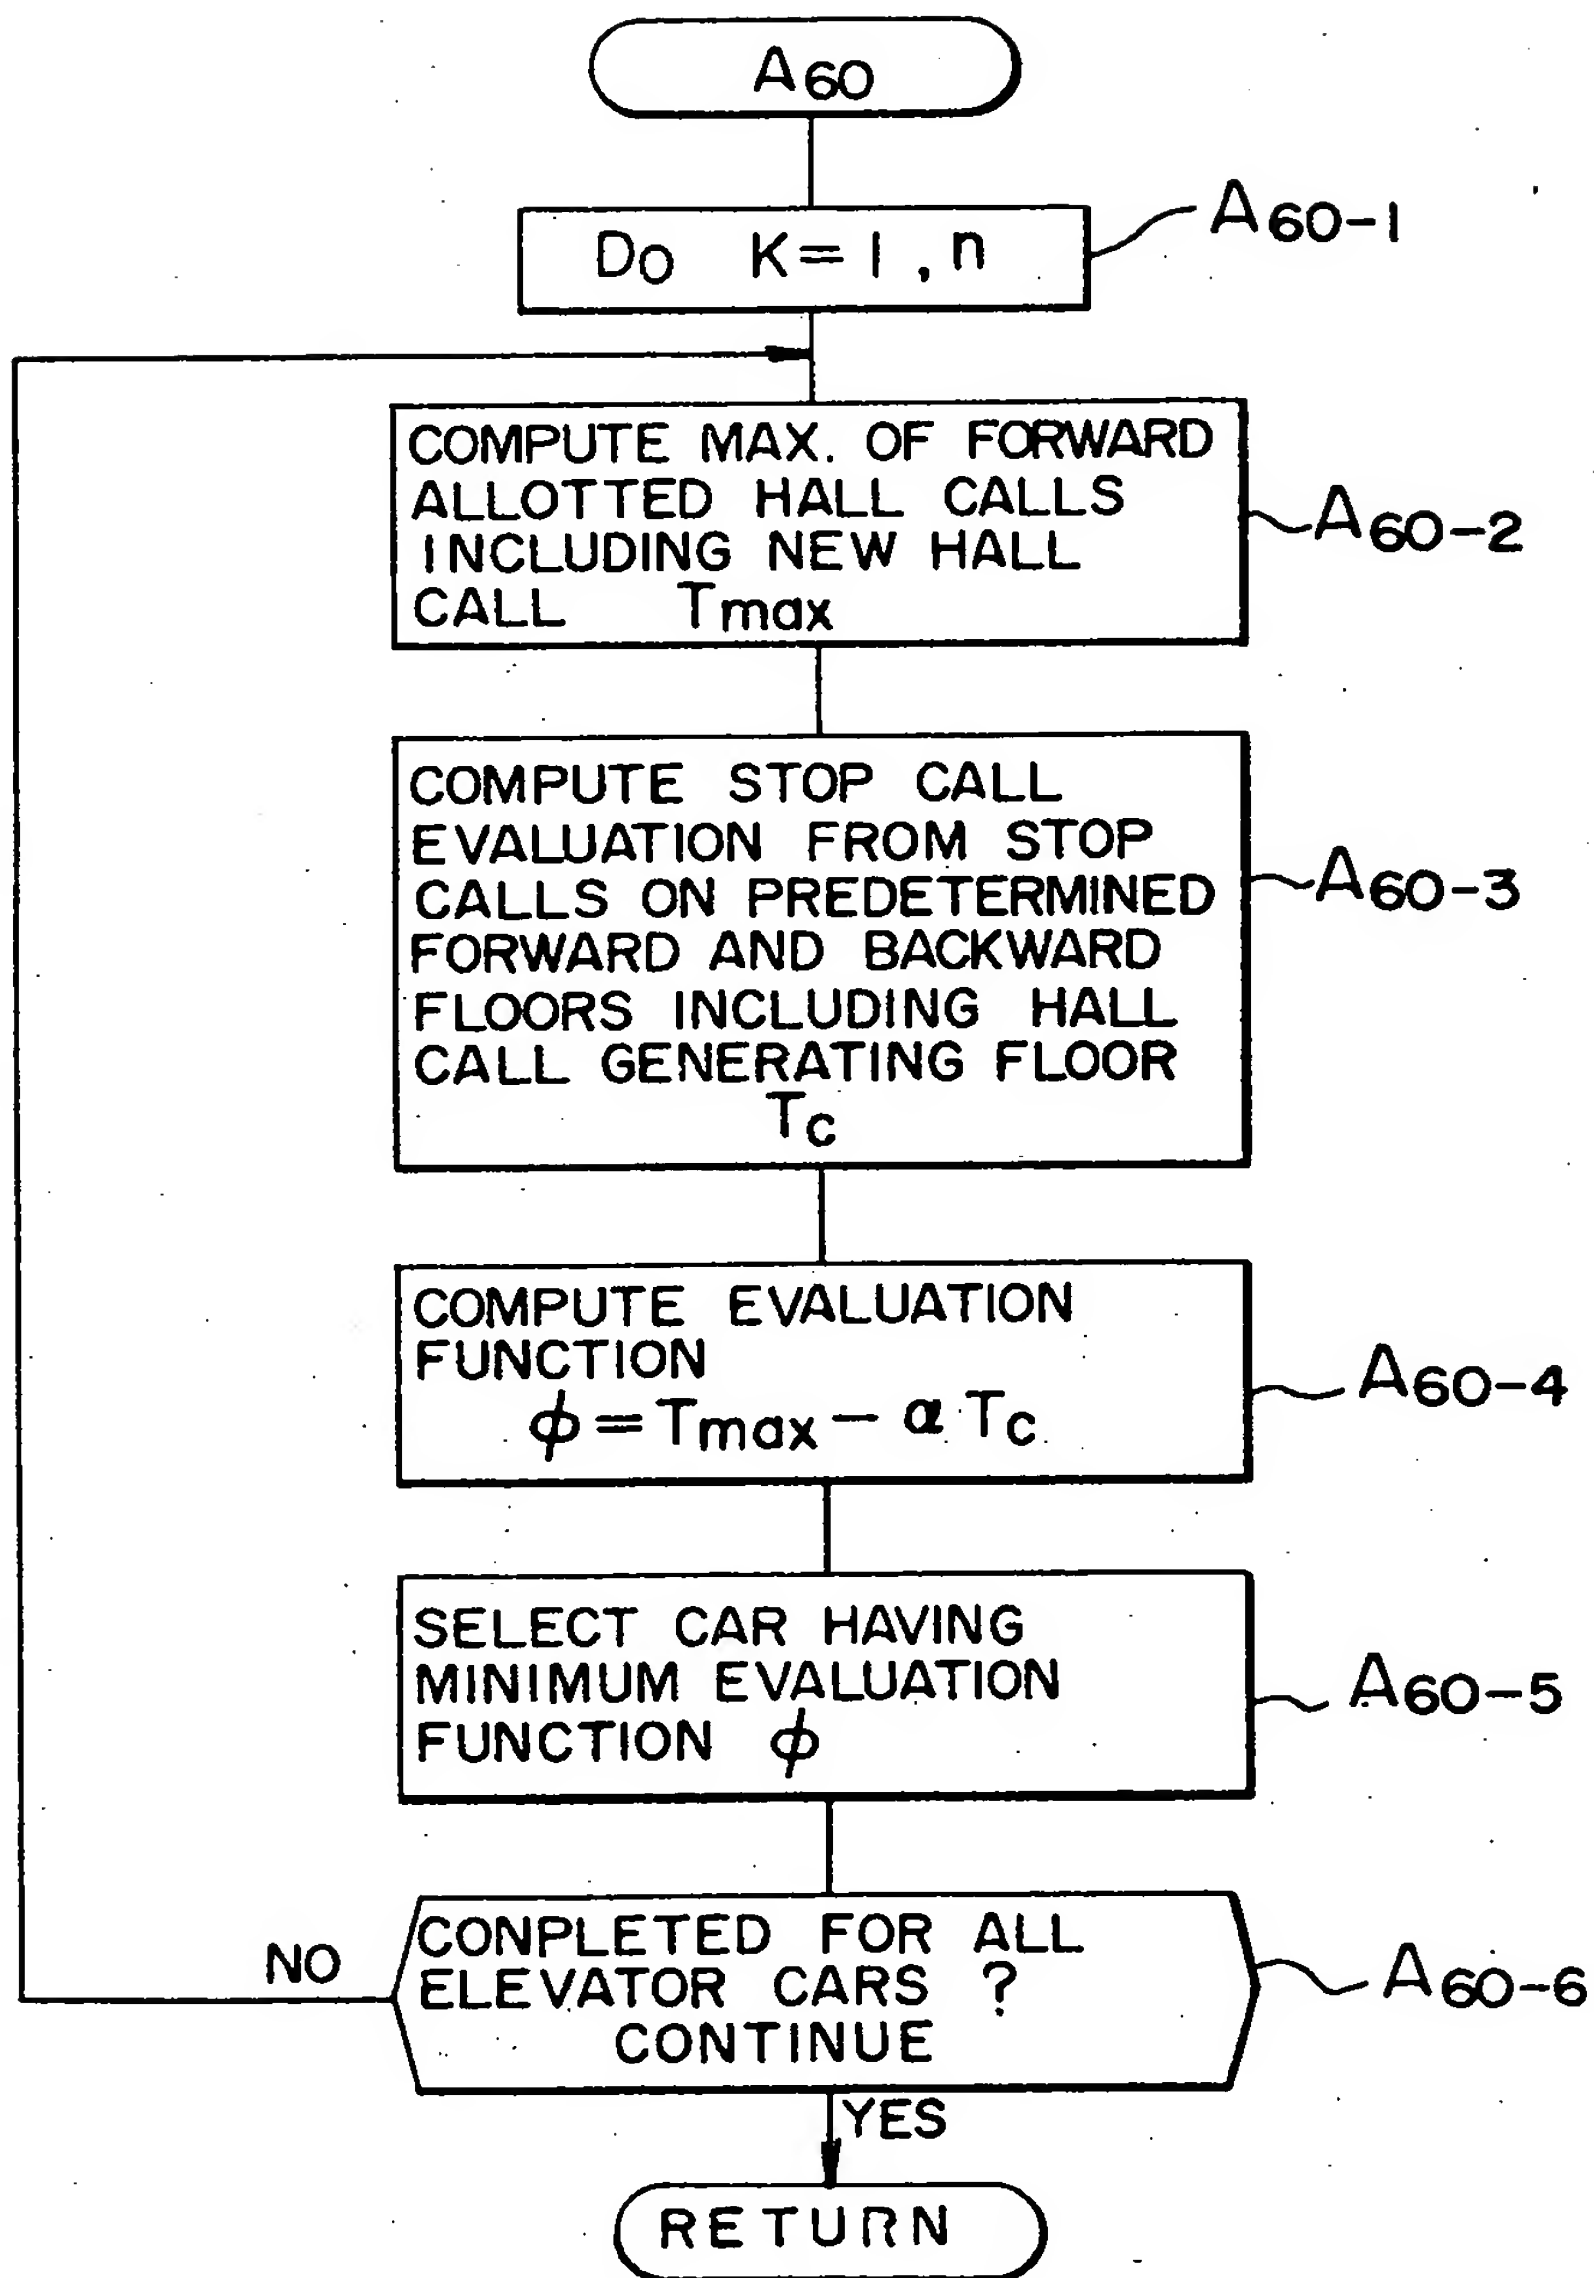 A60
Do K=1,n
A60-1
COMPUTE MAX. OF FORWARD
ALLOTTED HALL CALLS
INCLUDING NEW HALL
CALL Tmax
A60-2
COMPUTE STOP CALL
EVALUATION FROM STOP
CALLS ON PREDETERMINED
FORWARD AND BACKWARD
FLOORS INCLUDING HALL
CALL GENERATING FLOOR
Tc
A60-3
COMPUTE EVALUATION
FUNCTION
ϕ=Tmax-αTc
A60-4
SELECT CAR HAVING
MINIMUM EVALUATION
FUNCTION ϕ
A60-5
NO
CONPLETED FOR ALL
ELEVATOR CARS ?
CONTINUE
A60-6
YES
RETURN